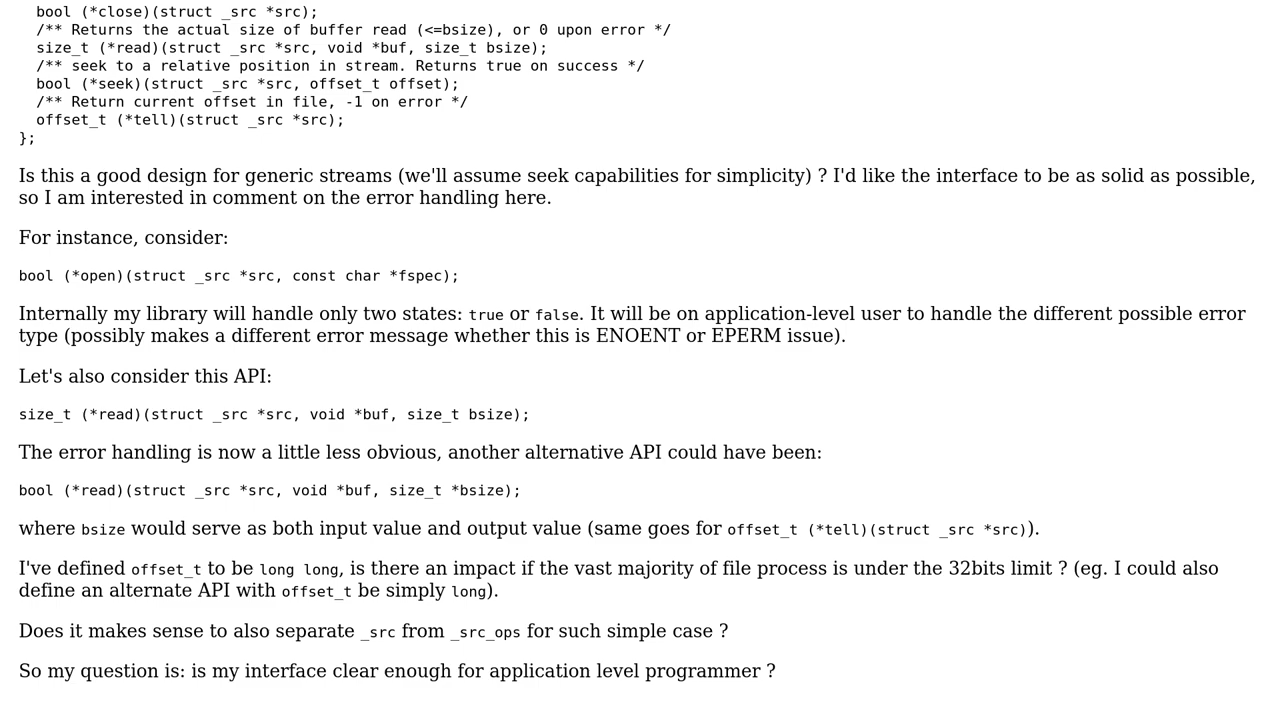 bool (*close)(struct _src *src);
/** Returns the actual size of buffer read (<=bsize), or 0 upon error */
size_t (*read)(struct _src *src, void *buf, size_t bsize);
/** seek to a relative position in stream. Returns true on success */
bool (*seek)(struct _src *src, offset_t offset);
/** Return current offset in file, -1 on error */
offset_t (*tell)(struct _src *src);
};
Is this a good design for generic streams (we'll assume seek capabilities for simplicity) ? I'd like the interface to be as solid as possible,
so I am interested in comment on the error handling here.
For instance, consider:
bool (*open)(struct _src *src, const char *fspec);
Internally my library will handle only two states: true or false. It will be on application-level user to handle the different possible error
type (possibly makes a different error message whether this is ENOENT or EPERM issue).
Let's also consider this API:
size_t (*read)(struct _src *src, void *buf, size_t bsize);
The error handling is now a little less obvious, another alternative API could have been:
bool (*read)(struct _src *src, void *buf, size_t *bsize);
where bsize would serve as both input value and output value (same goes for offset_t (*tell)(struct _src *src)).
I've defined offset_t to be long long, is there an impact if the vast majority of file process is under the 32bits limit ? (eg. I could also
define an alternate API with offset_t be simply long).
Does it makes sense to also separate _src from _src_ops for such simple case ?
So my question is: is my interface clear enough for application level programmer ?